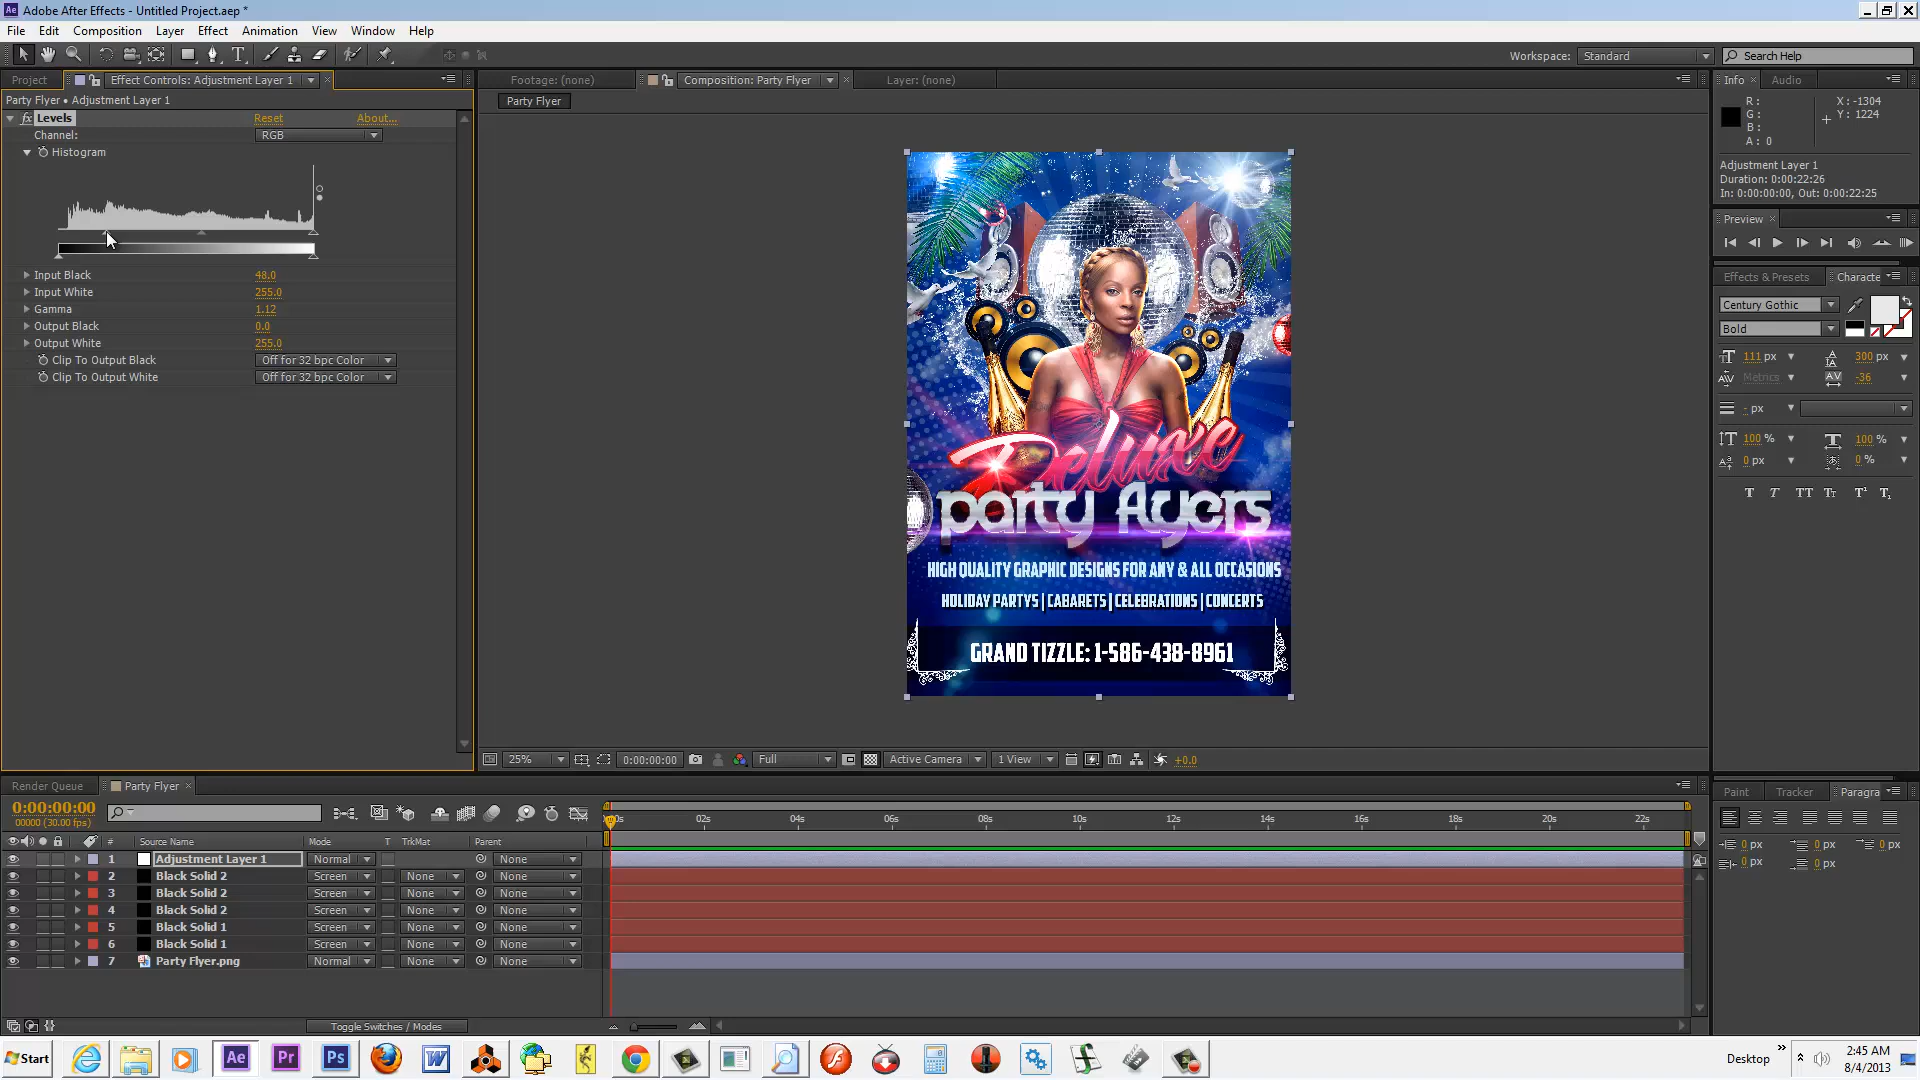 Adobe After Effects - Untitled Project.aep *
File Edit Composition Layer Effect Animation View Window Help
Workspace: Standard Search Help
Project Effect Controls: Adjustment Layer 1
Party Flyer • Adjustment Layer 1
fx Levels Reset About...
Channel: RGB
Histogram
Input Black 48.0
Input White 255.0
Gamma 1.12
Output Black 0.0
Output White 255.0
Clip To Output Black Off for 32 bpc Color
Clip To Output White Off for 32 bpc Color
Footage: (none) Composition: Party Flyer Layer: (none)
Party Flyer
Deluxe
party flyers
HIGH QUALITY GRAPHIC DESIGNS FOR ANY & ALL OCCASIONS
HOLIDAY PARTYS | CABARETS | CELEBRATIONS | CONCERTS
GRAND TIZZLE: 1-586-438-8961
25% 0:00:00:00 Full Active Camera 1 View +0.0
Info Audio
R: X: -1304
G: Y: 1224
B:
A: 0
Adjustment Layer 1
Duration: 0:00:22:26
In: 0:00:00:00, Out: 0:00:22:25
Preview
Effects & Presets Characte
Century Gothic
Bold
111 px 300 px
Metrics -36
- px
100 % 100 %
0 px 0 %
T T TT Tt T¹ T₁
Paint Tracker Paragra
0 px 0 px 0 px
0 px 0 px
Render Queue Party Flyer
0:00:00:00
00000 (30.00 fps)
:00s 02s 04s 06s 08s 10s 12s 14s 16s 18s 20s 22s
# Source Name Mode T TrkMat Parent
1 Adjustment Layer 1 Normal None
2 Black Solid 2 Screen None None
3 Black Solid 2 Screen None None
4 Black Solid 2 Screen None None
5 Black Solid 1 Screen None None
6 Black Solid 1 Screen None None
7 Party Flyer.png Normal None None
Toggle Switches / Modes
Start Ae Pr Ps W Desktop » 2:45 AM
8/4/2013